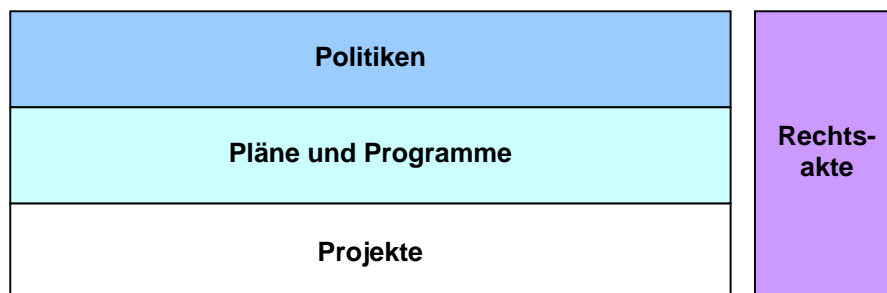 Politiken
Pläne und Programme
Projekte
Rechts-
akte